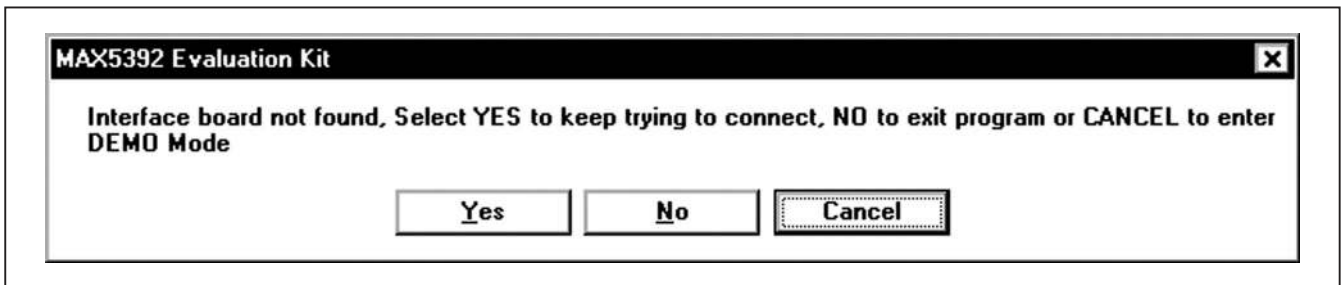 MAX5392 Evaluation Kit
Interface board not found, Select YES to keep trying to connect, NO to exit program or CANCEL to enter
DEMO Mode
Yes No Cancel